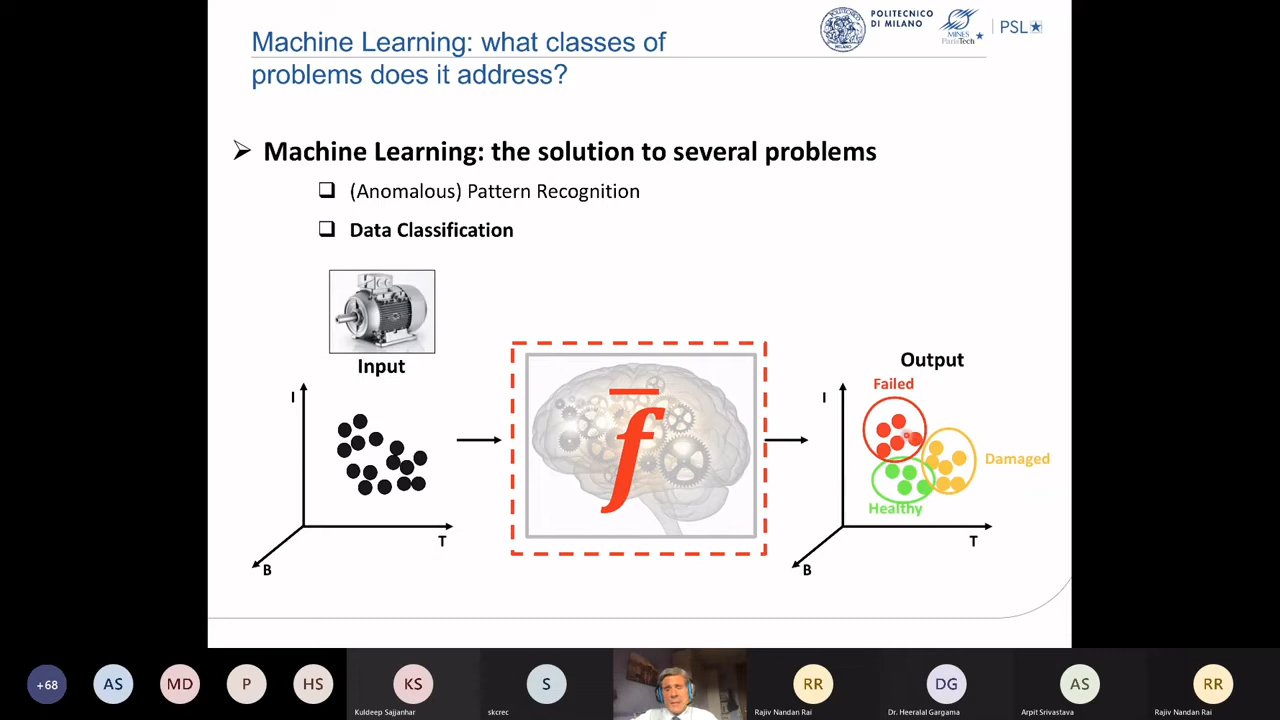 Machine Learning: what classes of
problems does it address?
POLITECNICO
DI MILANO
MINES
ParisTech
PSL
Machine Learning: the solution to several problems
(Anomalous) Pattern Recognition
Data Classification
Input
I
T
B
f
Output
Failed
Damaged
Healthy
I
T
B
+68
AS
MD
P
HS
KS
Kuldeep Sajjanhar
S
skcrec
RR
Rajiv Nandan Rai
DG
Dr. Heeralal Gargama
AS
Arpit Srivastava
RR
Rajiv Nandan Rai